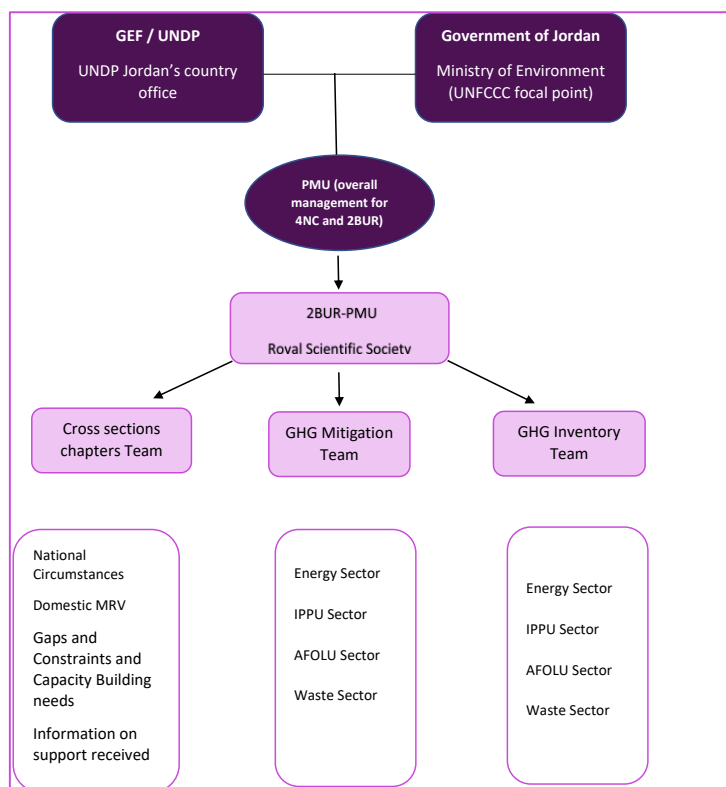 GEF / UNDP
UNDP Jordan's country
office
Government of Jordan
Ministry of Environment
(UNFCCC focal point)
PMU (overall
management for
4NC and 2BUR)
2BUR-PMU
Royal Scientific Society
Cross sections
chapters Team
GHG Mitigation
Team
GHG Inventory
Team
National
Circumstances
Domestic MRV
Gaps and
Constraints and
Capacity Building
needs
Information on
support received
Energy Sector
IPPU Sector
AFOLU Sector
Waste Sector
Energy Sector
IPPU Sector
AFOLU Sector
Waste Sector